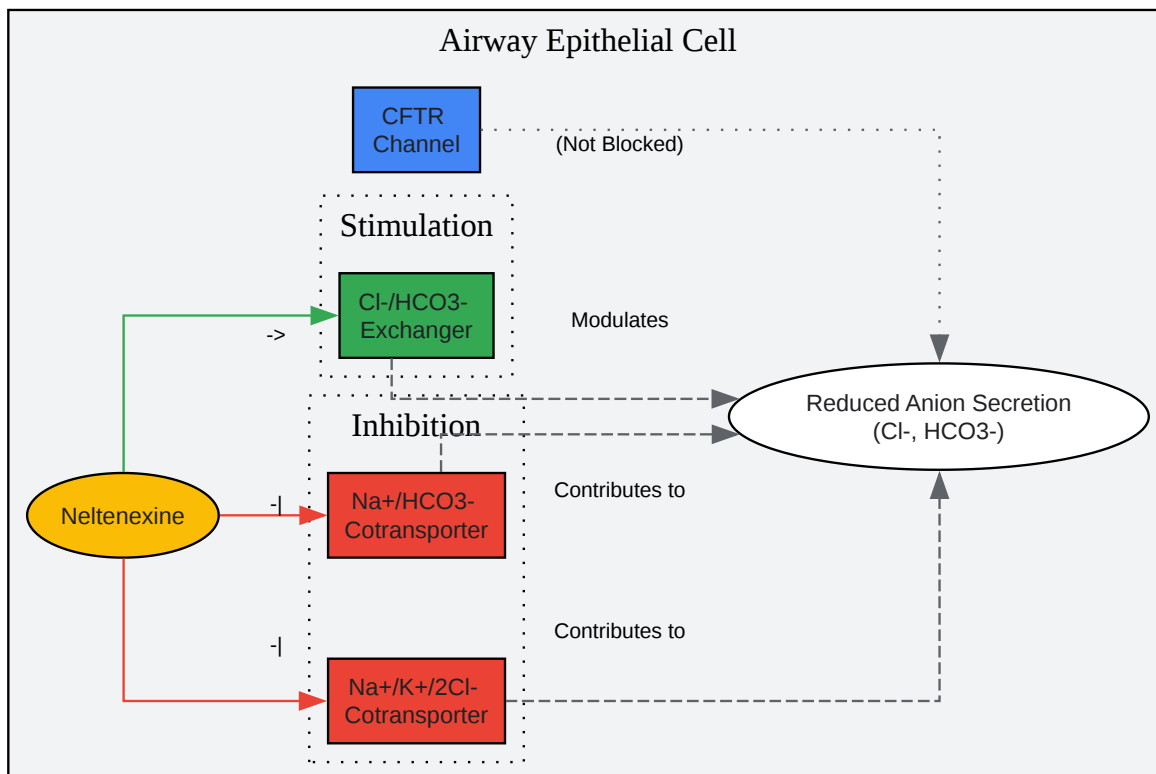 Airway Epithelial Cell
CFTR
Channel
(Not Blocked)
Stimulation
Cl-/HCO3-
Exchanger
->
Modulates
Reduced Anion Secretion
(Cl-, HCO3-)
Inhibition
Neltenexine
-|
Na+/HCO3-
Cotransporter
Contributes to
-|
Na+/K+/2Cl-
Cotransporter
Contributes to